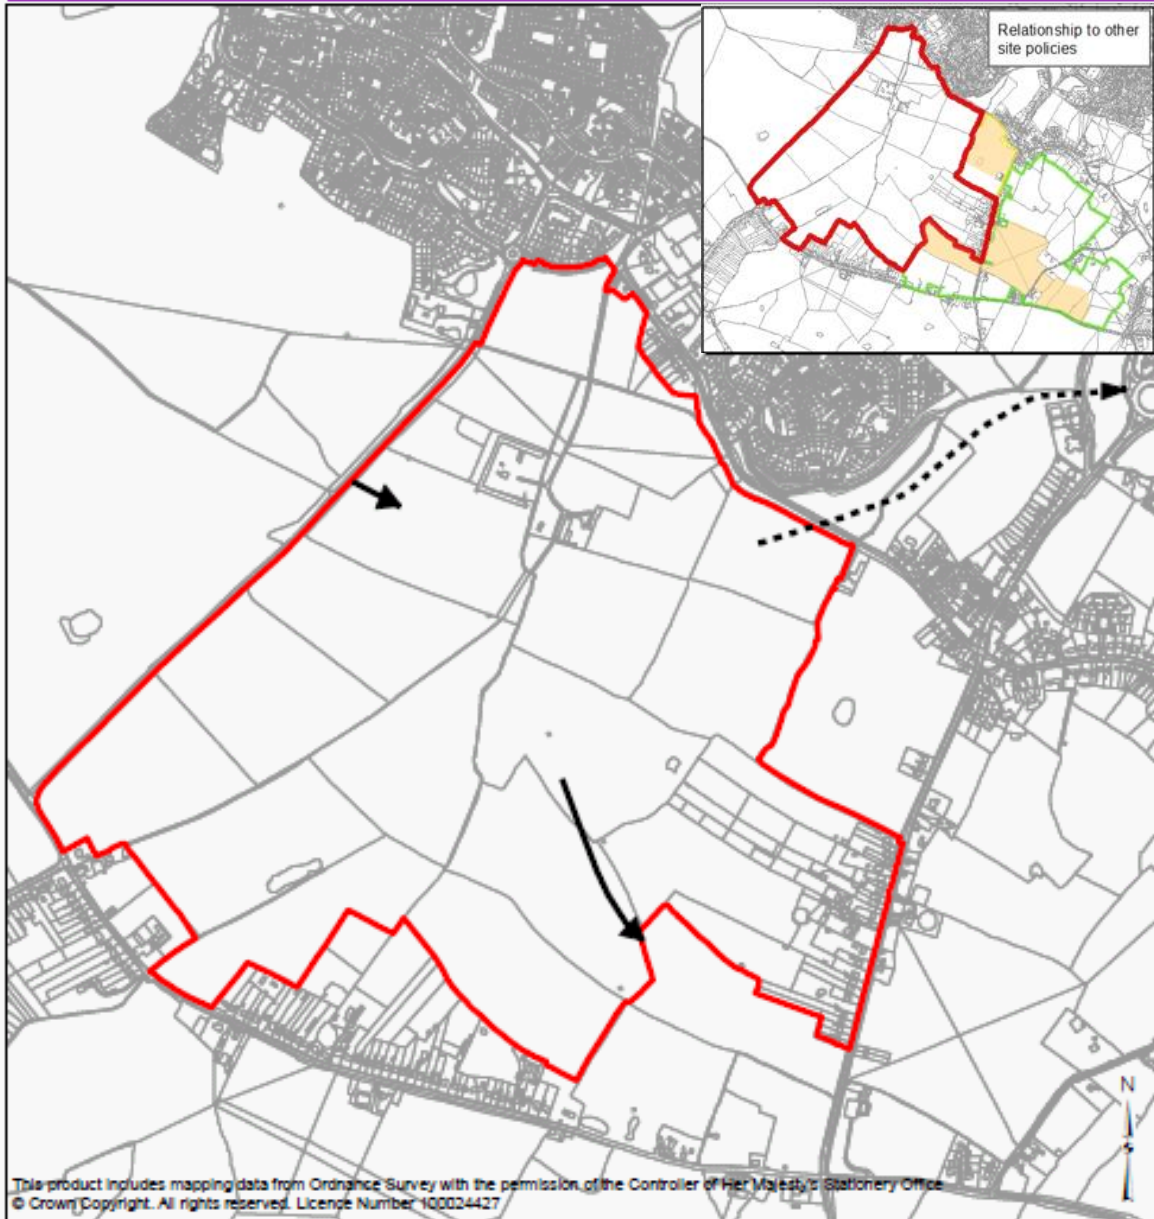 Relationship to other
site policies
N
This product includes mapping data from Ordnance Survey with the permission of the Controller of Her Majesty's Stationery Office
© Crown Copyright. All rights reserved. Licence Number 100024427